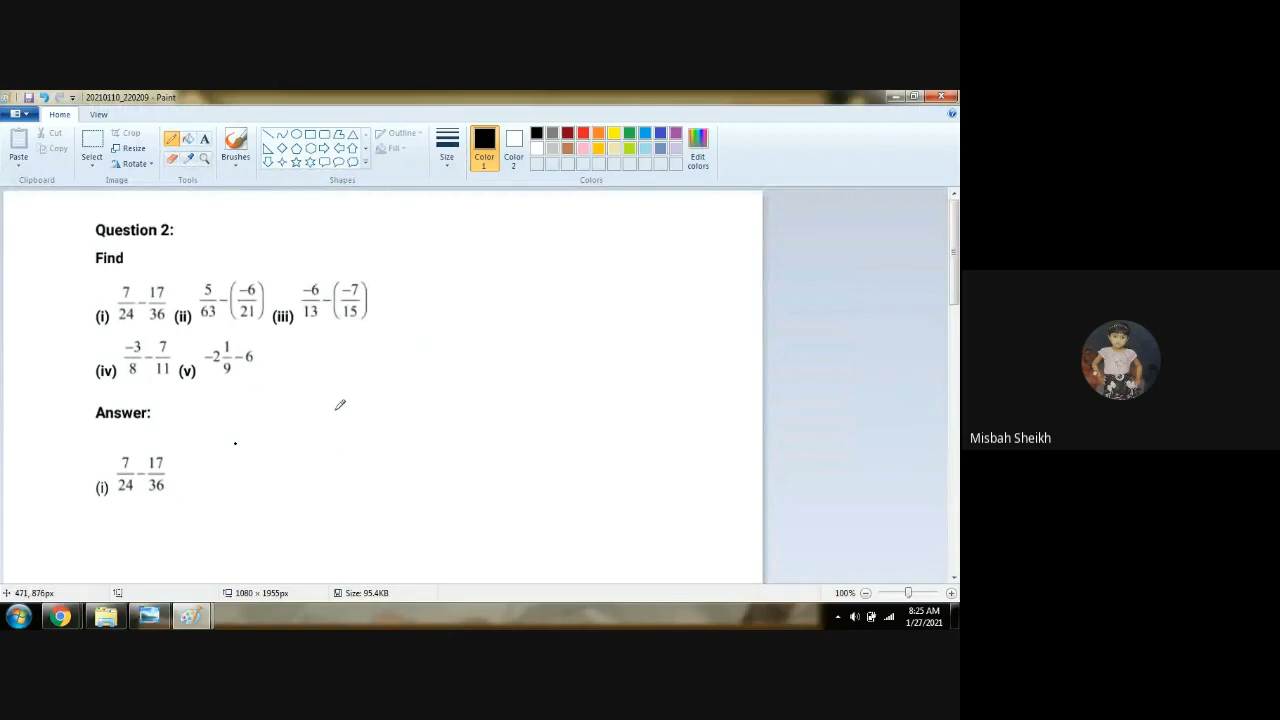 20210110_220209 - Paint
Home View
Paste
Cut
Copy
Clipboard
Select
Crop
Resize
Rotate
Image
Tools
Brushes
Shapes
Outline
Fill
Size
Color 1
Color 2
Edit colors
Colors
Question 2:
Find
(i) 7/24 − 17/36 (ii) 5/63 − (−6/21) (iii) −6/13 − (−7/15)
(iv) −3/8 − 7/11 (v) −2 1/9 − 6
Answer:
(i) 7/24 − 17/36
Misbah Sheikh
471, 876px
1080 × 1955px
Size: 95.4KB
100%
8:25 AM
1/27/2021